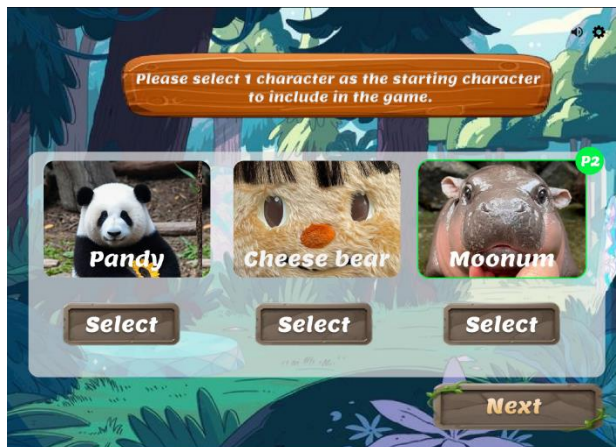 Please select 1 character as the starting character
to include in the game.
P2
Pandy
Cheese bear
Moonum
Select
Select
Select
Next